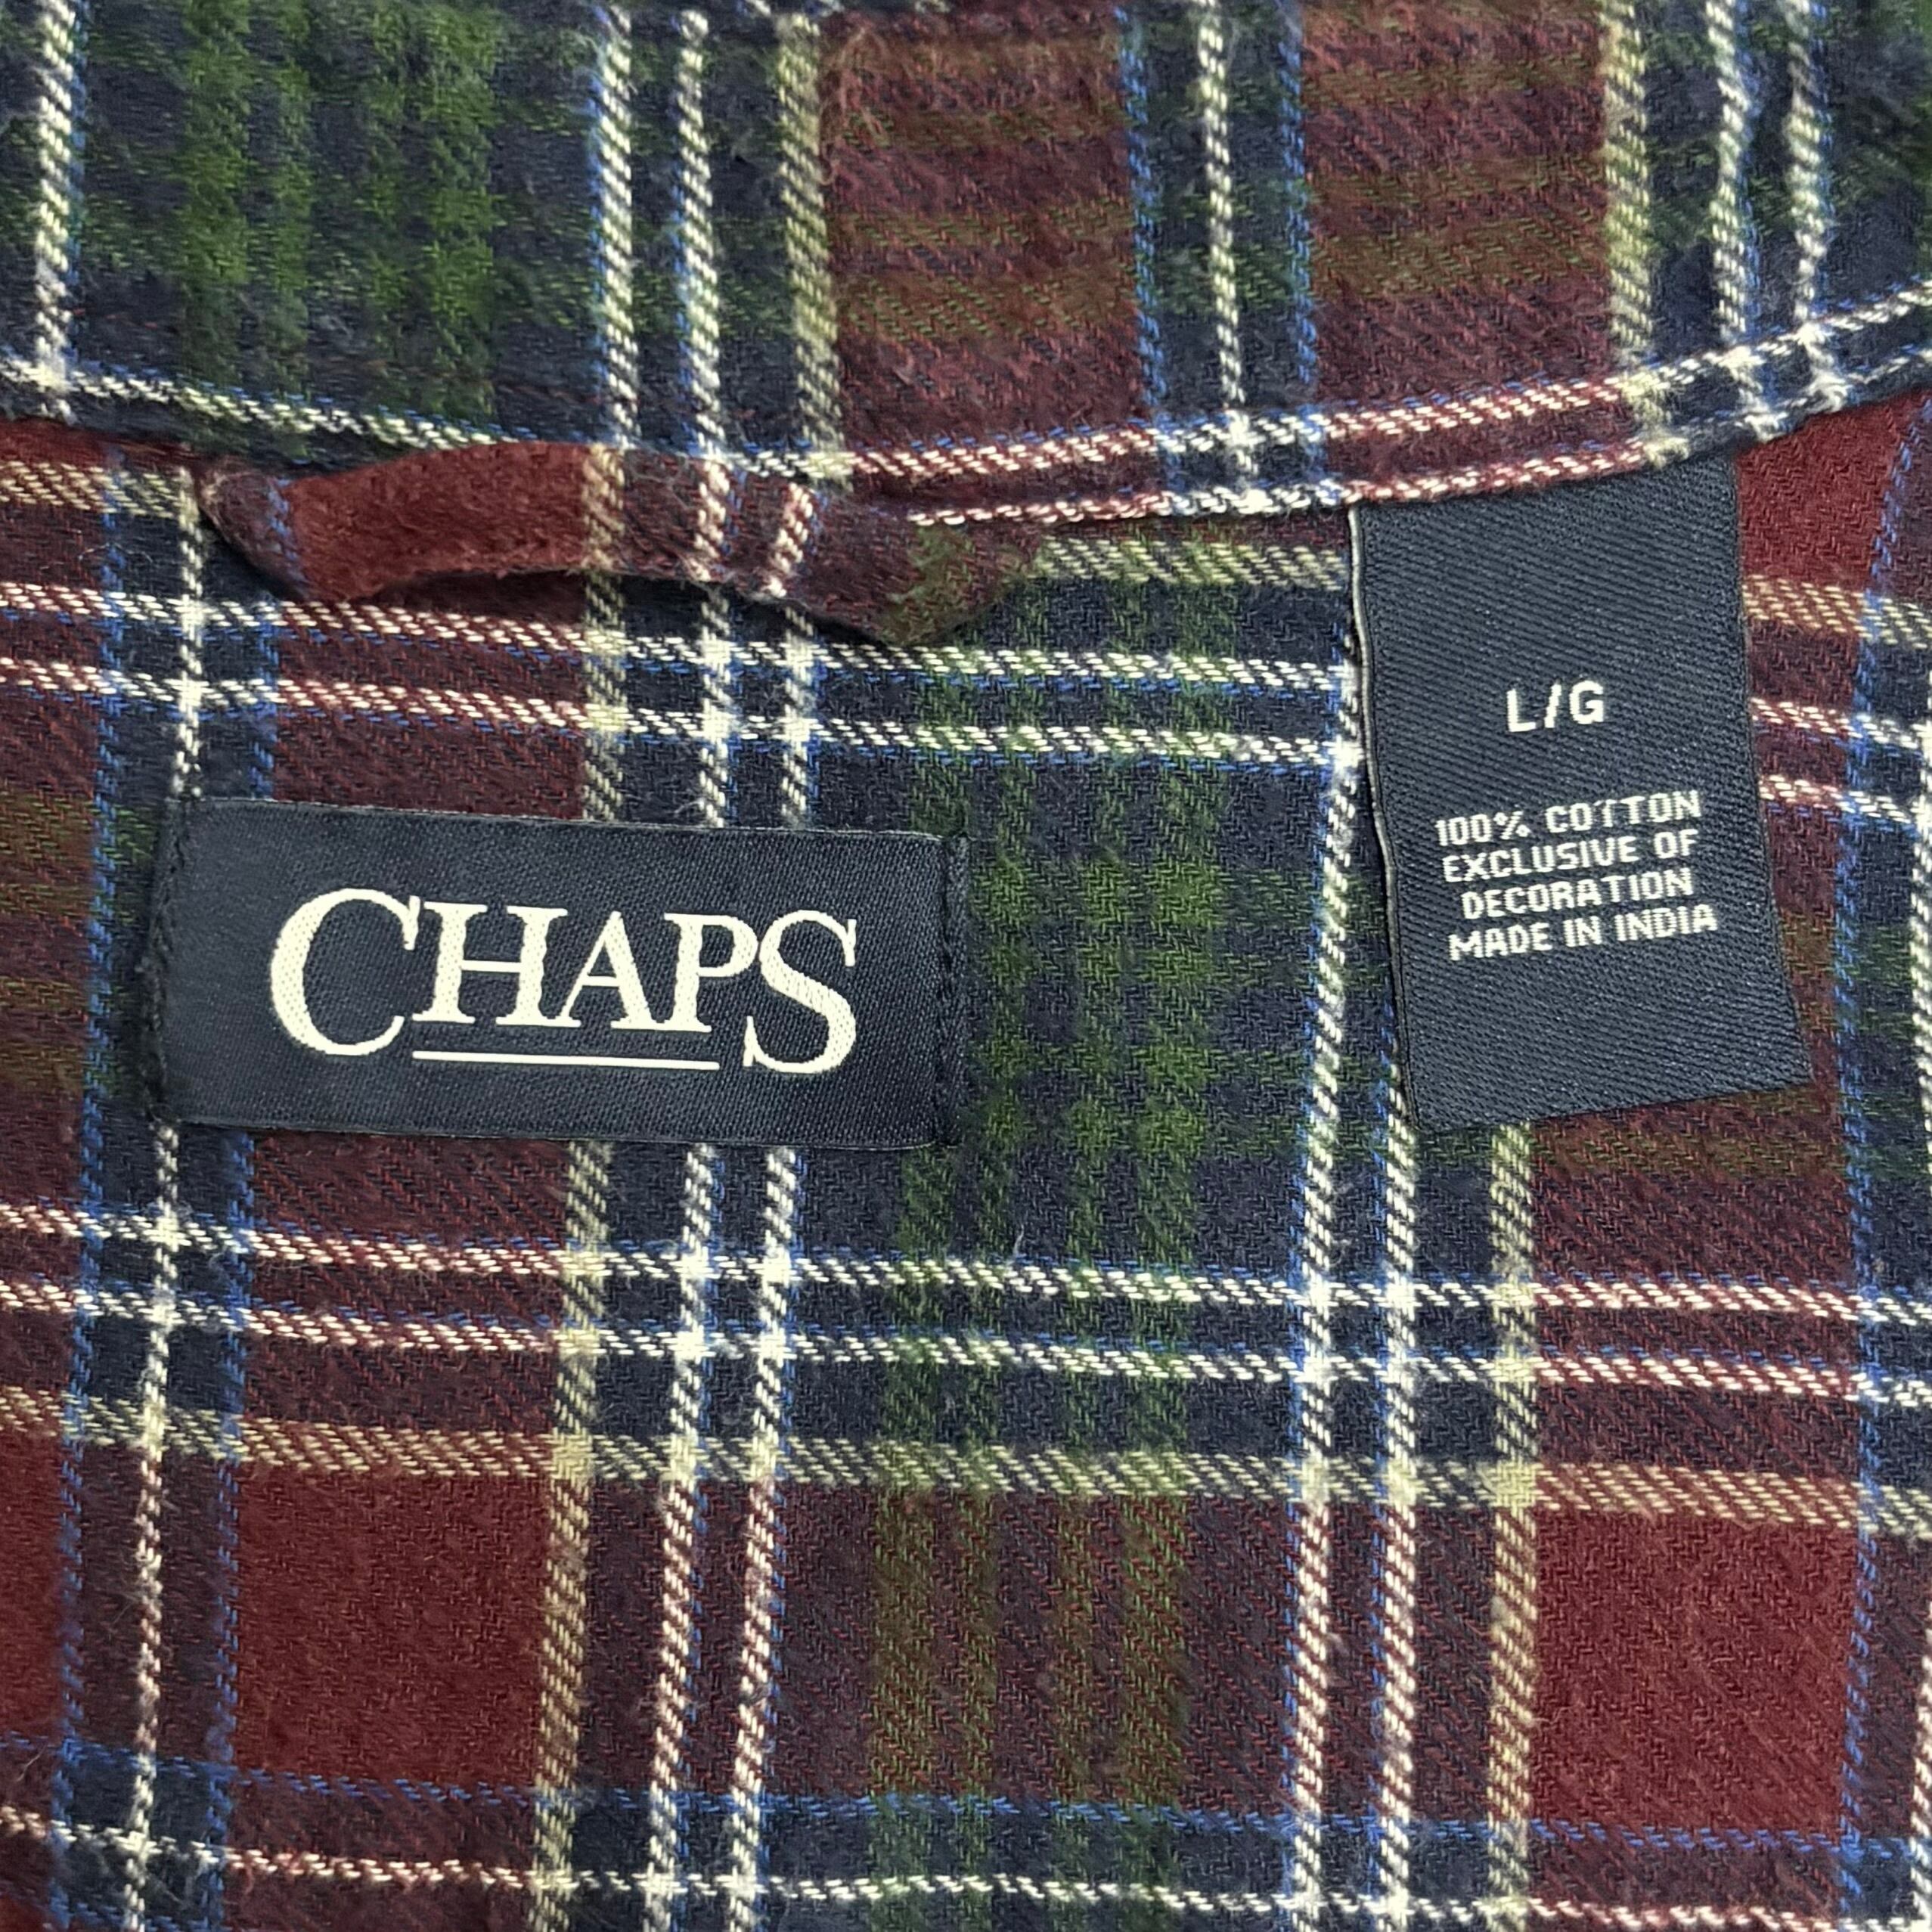 CHAPS
L/G
100% COTTON
EXCLUSIVE OF
DECORATION
MADE IN INDIA